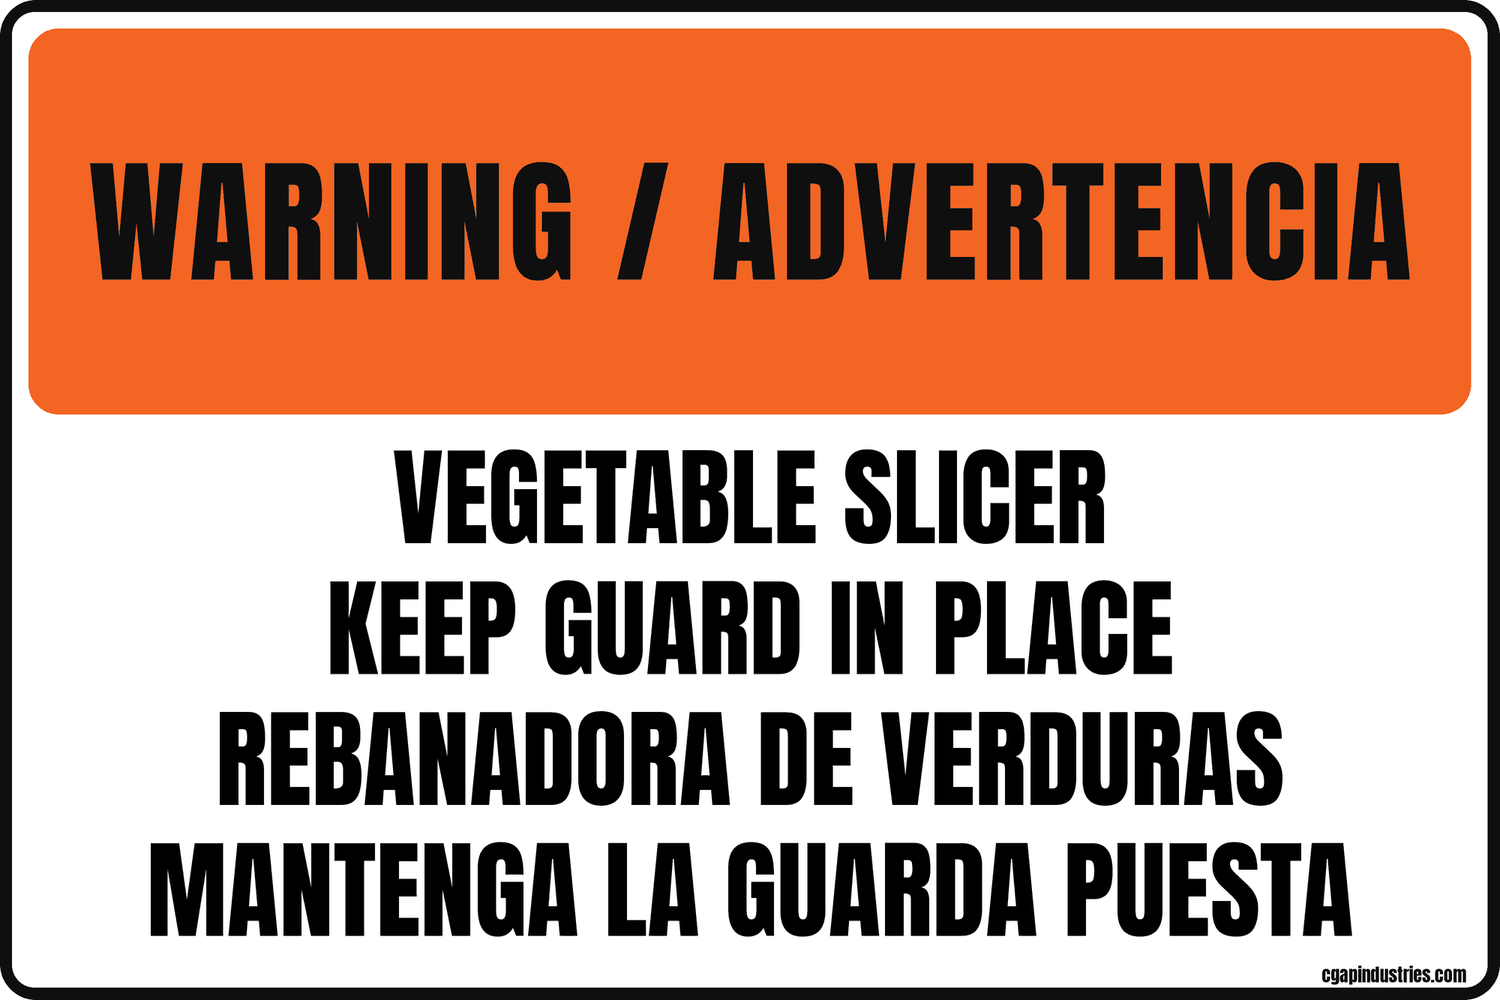 WARNING / ADVERTENCIA
VEGETABLE SLICER
KEEP GUARD IN PLACE
REBANADORA DE VERDURAS
MANTENGA LA GUARDA PUESTA
cgapindustries.com